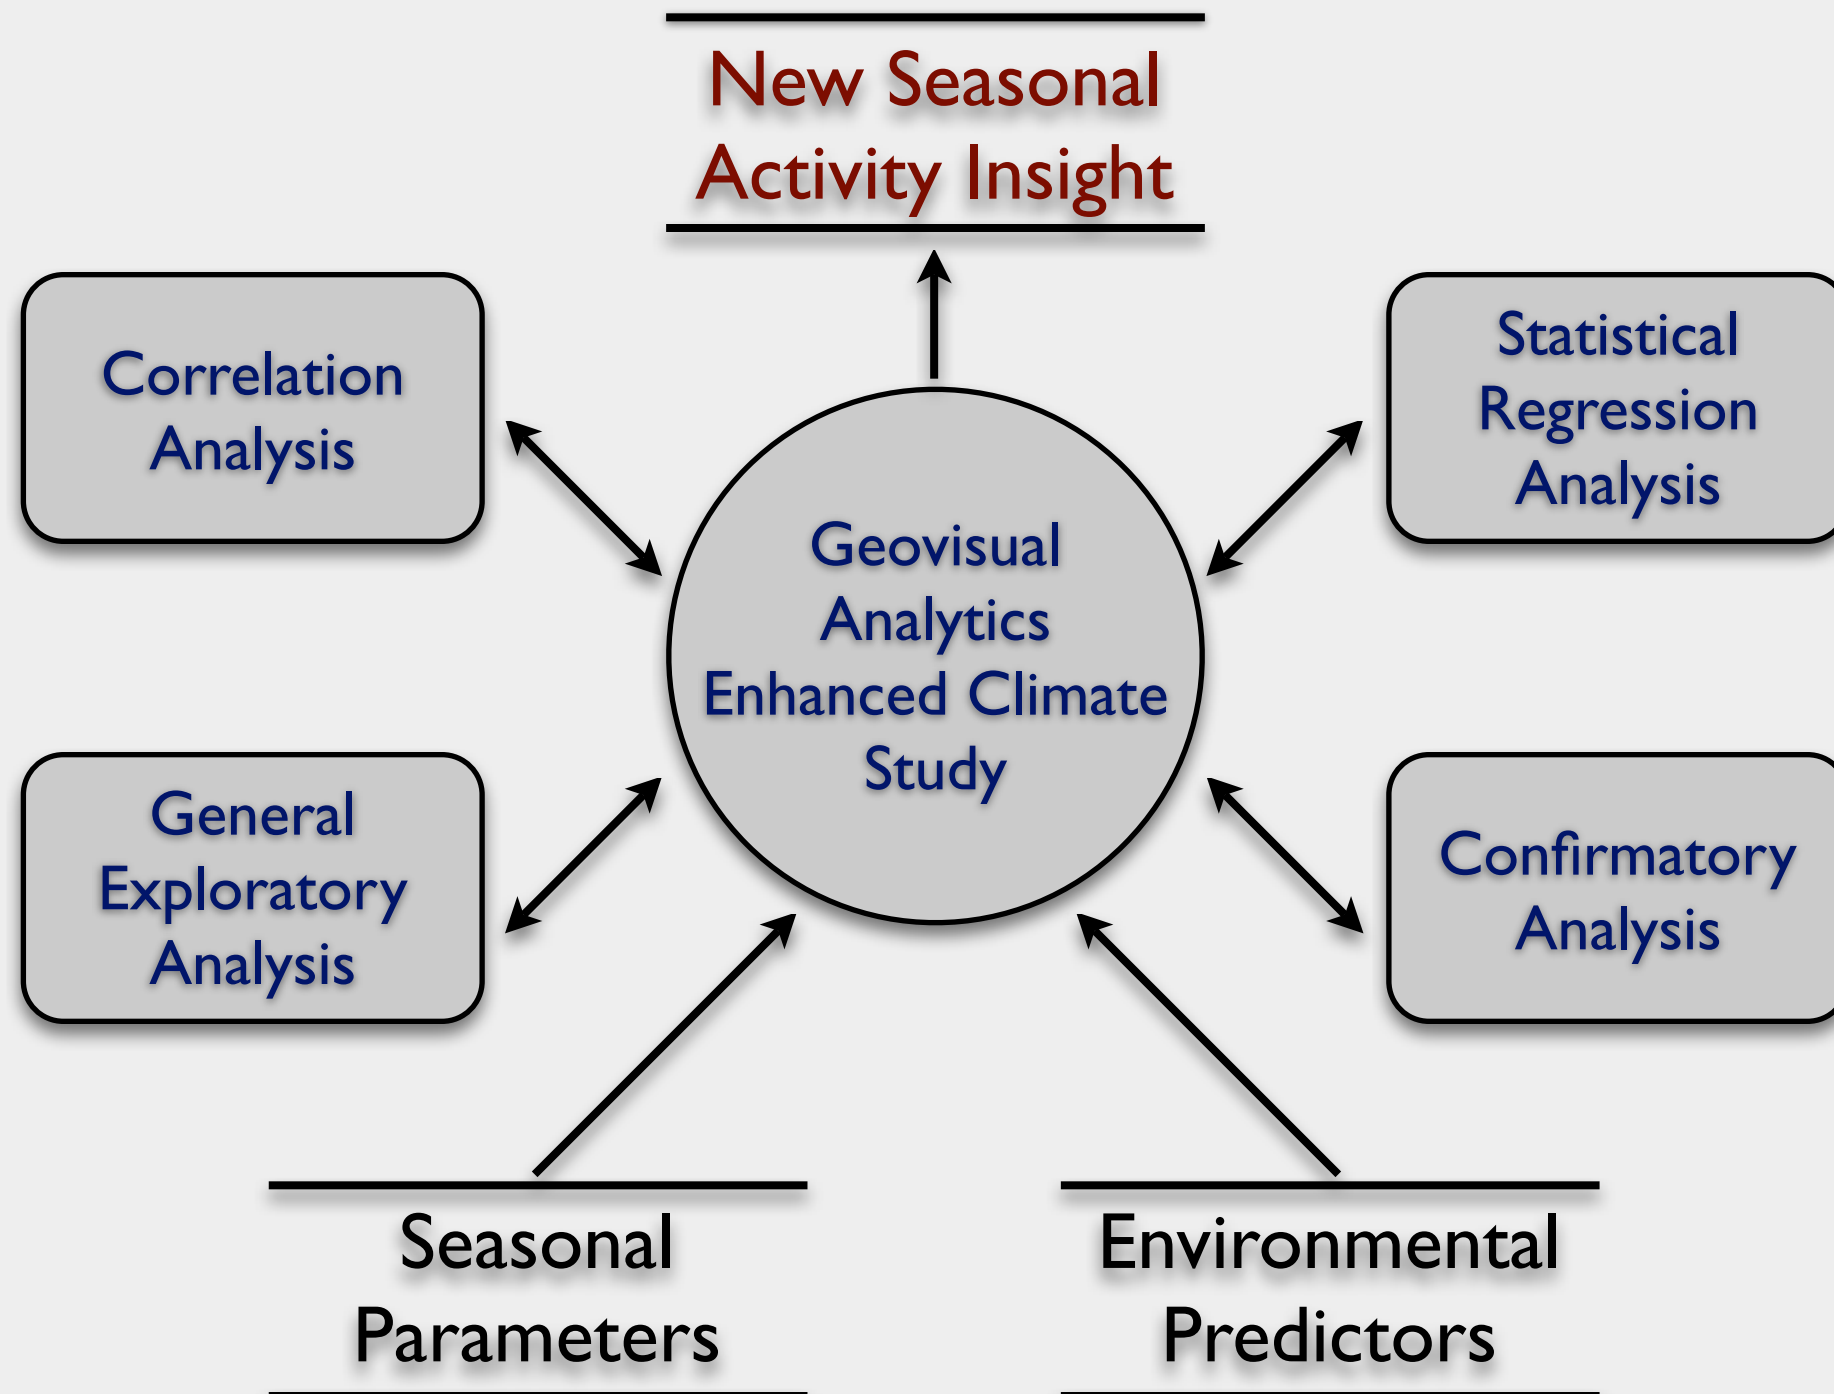 New Seasonal
Activity Insight
Correlation
Analysis
Statistical
Regression
Analysis
Geovisual
Analytics
Enhanced Climate
Study
General
Exploratory
Analysis
Confirmatory
Analysis
Seasonal
Parameters
Environmental
Predictors